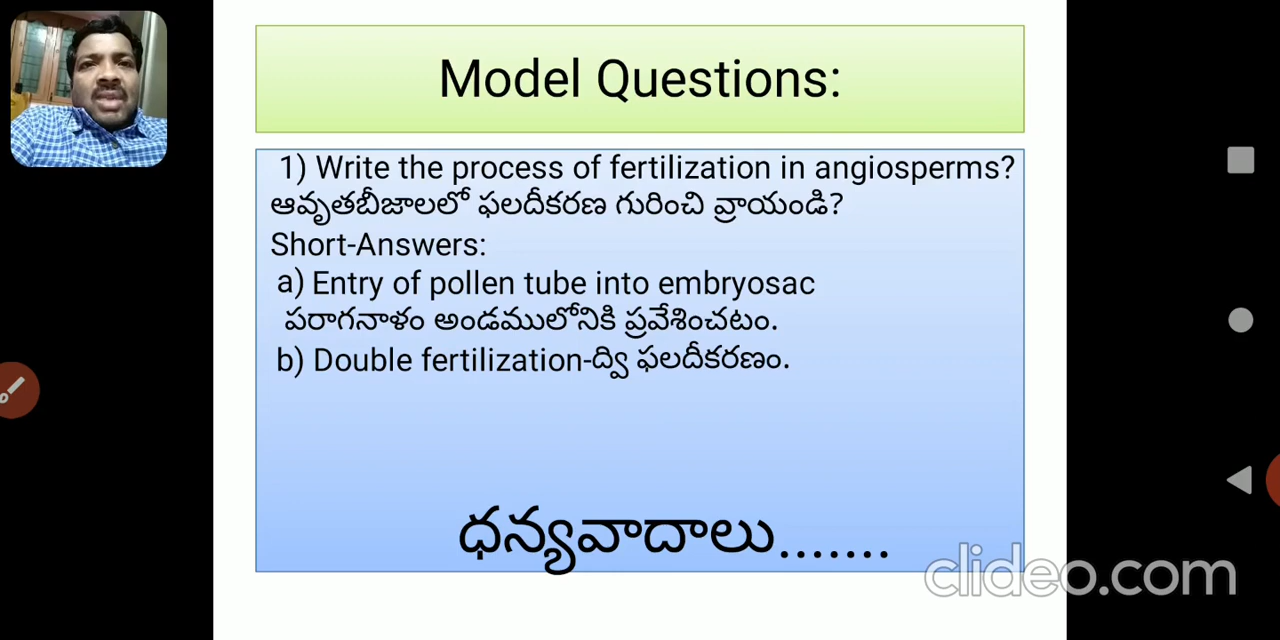 Model Questions:
1) Write the process of fertilization in angiosperms?
ఆవృతబీజాలలో ఫలదీకరణ గురించి వ్రాయండి?
Short-Answers:
a) Entry of pollen tube into embryosac
పరాగనాళం అండములోనికి ప్రవేశించటం.
b) Double fertilization-ద్వి ఫలదీకరణం.
ధన్యవాదాలు.......
clideo.com